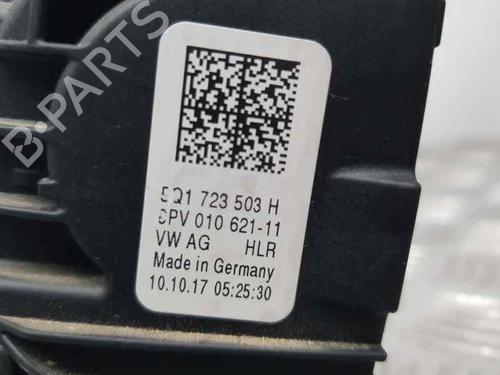 B-PARTS
5Q1 723 503 H
6PV 010 621-11
VW AG HLR
Made in Germany
10.10.17 05:25:30